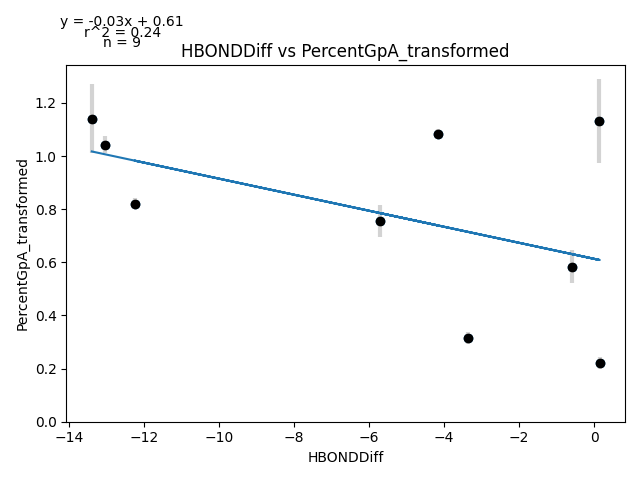 y = -0.03x + 0.61
r^2 = 0.24
n = 9
HBONDDiff vs PercentGpA_transformed
PercentGpA_transformed
1.2
1.0
0.8
0.6
0.4
0.2
0.0
−14 −12 −10 −8 −6 −4 −2 0
HBONDDiff